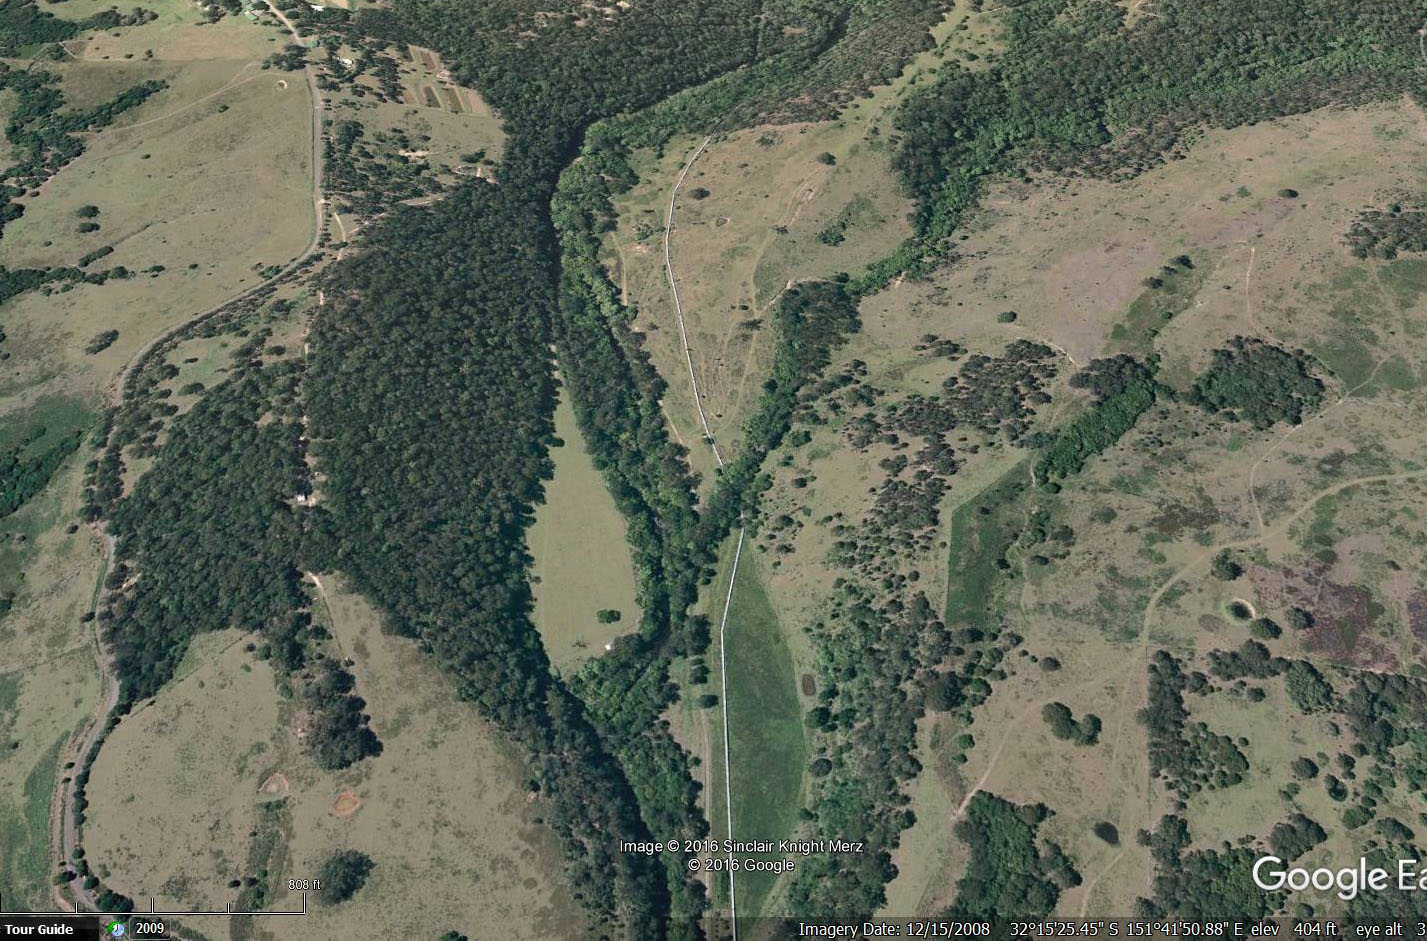 808 ft
Image © 2016 Sinclair Knight Merz
© 2016 Google
Google Ea
Tour Guide
2009
Imagery Date: 12/15/2008 32°15'25.45" S 151°41'50.88" E elev 404 ft eye alt 3